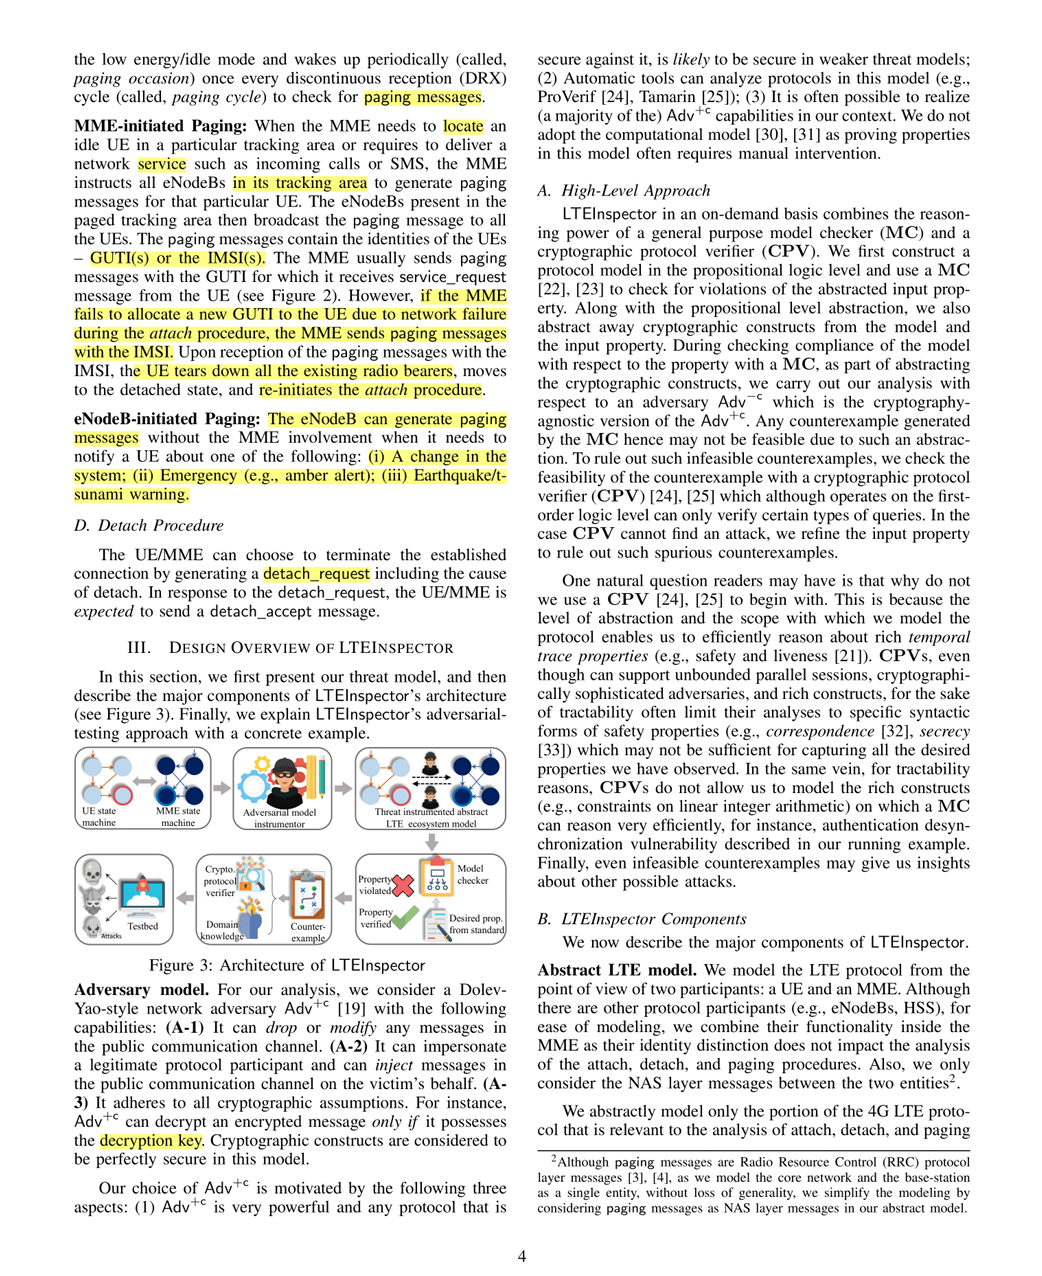 the low energy/idle mode and wakes up periodically (called,
paging occasion) once every discontinuous reception (DRX)
cycle (called, paging cycle) to check for paging messages.
MME-initiated Paging: When the MME needs to locate an
idle UE in a particular tracking area or requires to deliver a
network service such as incoming calls or SMS, the MME
instructs all eNodeBs in its tracking area to generate paging
messages for that particular UE. The eNodeBs present in the
paged tracking area then broadcast the paging message to all
the UEs. The paging messages contain the identities of the UEs
– GUTI(s) or the IMSI(s). The MME usually sends paging
messages with the GUTI for which it receives service_request
message from the UE (see Figure 2). However, if the MME
fails to allocate a new GUTI to the UE due to network failure
during the attach procedure, the MME sends paging messages
with the IMSI. Upon reception of the paging messages with the
IMSI, the UE tears down all the existing radio bearers, moves
to the detached state, and re-initiates the attach procedure.
eNodeB-initiated Paging: The eNodeB can generate paging
messages without the MME involvement when it needs to
notify a UE about one of the following: (i) A change in the
system; (ii) Emergency (e.g., amber alert); (iii) Earthquake/t-
sunami warning.
D. Detach Procedure
The UE/MME can choose to terminate the established
connection by generating a detach_request including the cause
of detach. In response to the detach_request, the UE/MME is
expected to send a detach_accept message.
III. DESIGN OVERVIEW OF LTEINSPECTOR
In this section, we first present our threat model, and then
describe the major components of LTEInspector's architecture
(see Figure 3). Finally, we explain LTEInspector's adversarial-
testing approach with a concrete example.
UE state
machine
MME state
machine
Adversarial model
instrumentor
Threat instrumented abstract
LTE ecosystem model
Attacks
Testbed
Crypto.
protocol
verifier
Domain
knowledge
Counter-
example
Property
violated
Property
verified
Model
checker
Desired prop.
from standard
Figure 3: Architecture of LTEInspector
Adversary model. For our analysis, we consider a Dolev-
Yao-style network adversary Adv+c [19] with the following
capabilities: (A-1) It can drop or modify any messages in
the public communication channel. (A-2) It can impersonate
a legitimate protocol participant and can inject messages in
the public communication channel on the victim's behalf. (A-
3) It adheres to all cryptographic assumptions. For instance,
Adv+c can decrypt an encrypted message only if it possesses
the decryption key. Cryptographic constructs are considered to
be perfectly secure in this model.
Our choice of Adv+c is motivated by the following three
aspects: (1) Adv+c is very powerful and any protocol that is
secure against it, is likely to be secure in weaker threat models;
(2) Automatic tools can analyze protocols in this model (e.g.,
ProVerif [24], Tamarin [25]); (3) It is often possible to realize
(a majority of the) Adv+c capabilities in our context. We do not
adopt the computational model [30], [31] as proving properties
in this model often requires manual intervention.
A. High-Level Approach
LTEInspector in an on-demand basis combines the reason-
ing power of a general purpose model checker (MC) and a
cryptographic protocol verifier (CPV). We first construct a
protocol model in the propositional logic level and use a MC
[22], [23] to check for violations of the abstracted input prop-
erty. Along with the propositional level abstraction, we also
abstract away cryptographic constructs from the model and
the input property. During checking compliance of the model
with respect to the property with a MC, as part of abstracting
the cryptographic constructs, we carry out our analysis with
respect to an adversary Adv−c which is the cryptography-
agnostic version of the Adv+c. Any counterexample generated
by the MC hence may not be feasible due to such an abstrac-
tion. To rule out such infeasible counterexamples, we check the
feasibility of the counterexample with a cryptographic protocol
verifier (CPV) [24], [25] which although operates on the first-
order logic level can only verify certain types of queries. In the
case CPV cannot find an attack, we refine the input property
to rule out such spurious counterexamples.
One natural question readers may have is that why do not
we use a CPV [24], [25] to begin with. This is because the
level of abstraction and the scope with which we model the
protocol enables us to efficiently reason about rich temporal
trace properties (e.g., safety and liveness [21]). CPVs, even
though can support unbounded parallel sessions, cryptographi-
cally sophisticated adversaries, and rich constructs, for the sake
of tractability often limit their analyses to specific syntactic
forms of safety properties (e.g., correspondence [32], secrecy
[33]) which may not be sufficient for capturing all the desired
properties we have observed. In the same vein, for tractability
reasons, CPVs do not allow us to model the rich constructs
(e.g., constraints on linear integer arithmetic) on which a MC
can reason very efficiently, for instance, authentication desyn-
chronization vulnerability described in our running example.
Finally, even infeasible counterexamples may give us insights
about other possible attacks.
B. LTEInspector Components
We now describe the major components of LTEInspector.
Abstract LTE model. We model the LTE protocol from the
point of view of two participants: a UE and an MME. Although
there are other protocol participants (e.g., eNodeBs, HSS), for
ease of modeling, we combine their functionality inside the
MME as their identity distinction does not impact the analysis
of the attach, detach, and paging procedures. Also, we only
consider the NAS layer messages between the two entities2.
We abstractly model only the portion of the 4G LTE proto-
col that is relevant to the analysis of attach, detach, and paging
2Although paging messages are Radio Resource Control (RRC) protocol
layer messages [3], [4], as we model the core network and the base-station
as a single entity, without loss of generality, we simplify the modeling by
considering paging messages as NAS layer messages in our abstract model.
4